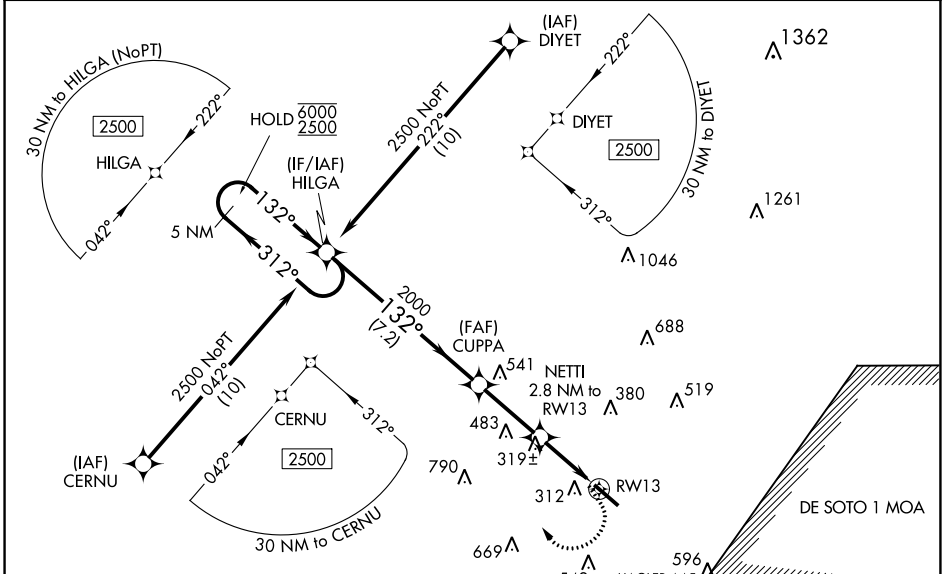 (IAF)
DIYET
1362
30 NM to HILGA (NoPT)
2500
222°
HILGA
042°
HOLD 6000
2500
(IF/IAF)
HILGA
2500 NoPT
222°
(10)
222°
DIYET
2500
312°
30 NM to DIYET
1261
1046
132°
5 NM
312°
2000
132°
(7.2)
688
(FAF)
CUPPA
541
NETTI
2.8 NM to
RW13
380
519
2500 NoPT
042°
(10)
CERNU
042°
312°
2500
30 NM to CERNU
(IAF)
CERNU
483
319±
790
312
RW13
DE SOTO 1 MOA
669
596